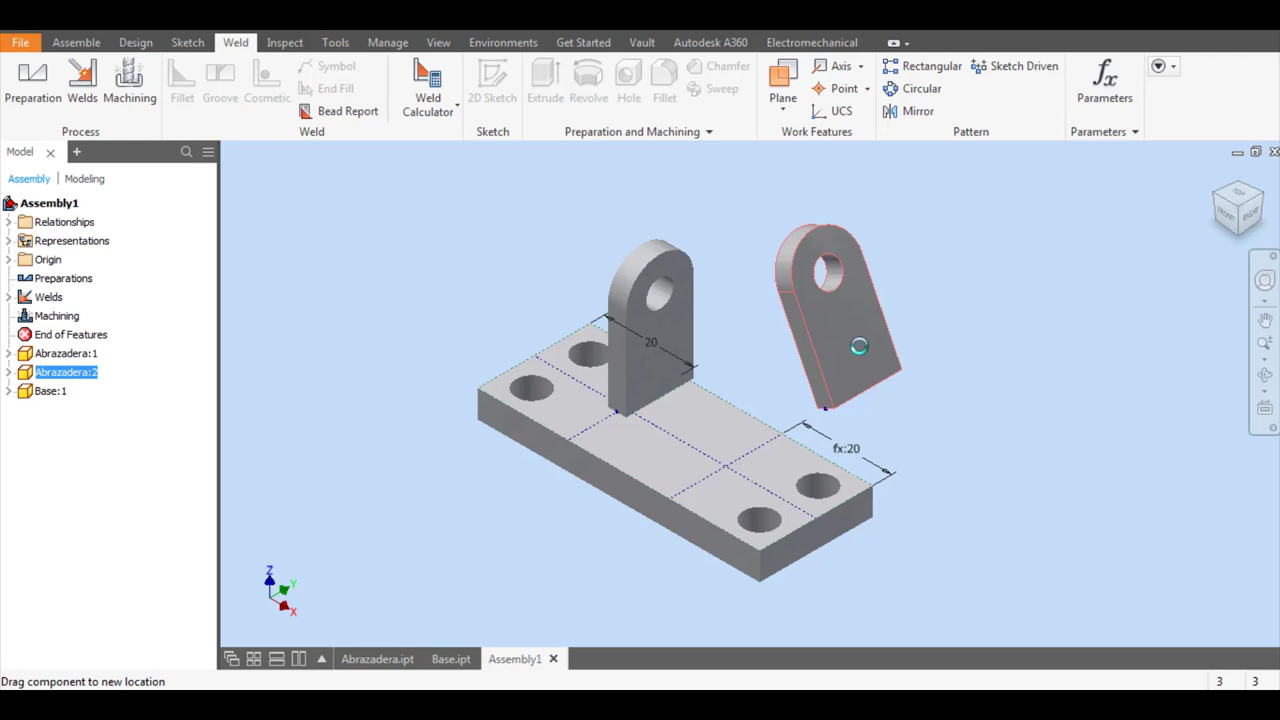 File Assemble Design Sketch Weld Inspect Tools Manage View Environments Get Started Vault Autodesk A360 Electromechanical
Preparation Welds Machining
Process
Fillet Groove Cosmetic Symbol
End Fill
Bead Report
Weld
Weld Calculator
2D Sketch
Sketch
Extrude Revolve Hole Fillet Chamfer
Sweep
Preparation and Machining
Plane Axis
Point
UCS
Work Features
Rectangular Sketch Driven
Circular
Mirror
Pattern
fx
Parameters
Parameters
Model
Assembly Modeling
Assembly1
Relationships
Representations
Origin
Preparations
Welds
Machining
End of Features
Abrazadera:1
Abrazadera:2
Base:1
20
fx:20
TOP
FRONT
RIGHT
Z
Y
X
Abrazadera.ipt Base.ipt Assembly1
Drag component to new location 3 3